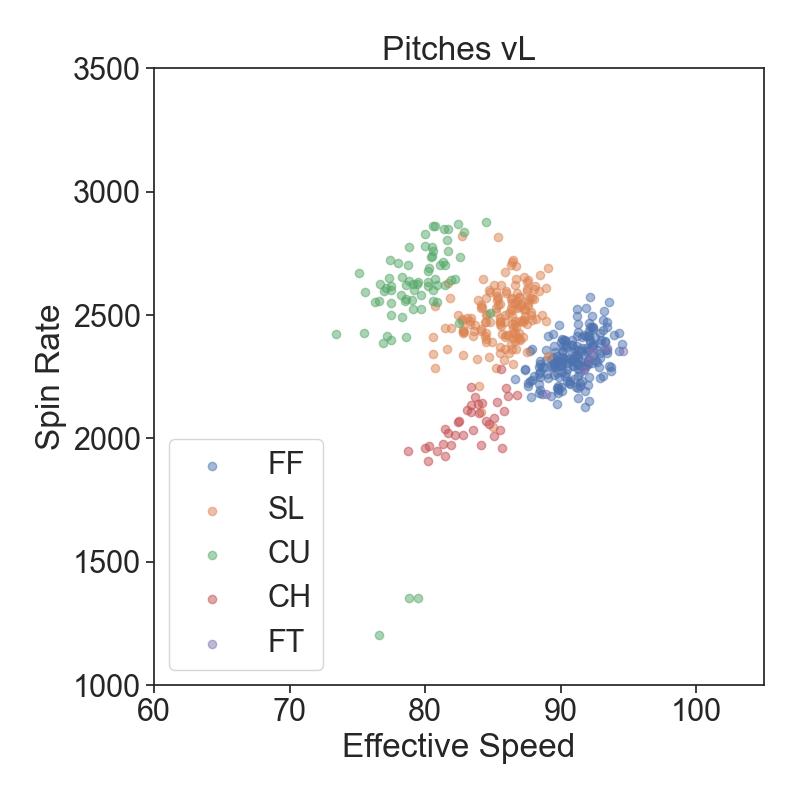 Pitches vL
3500
3000
2500
2000
1500
1000
Spin Rate
FF
SL
CU
CH
FT
60 70 80 90 100
Effective Speed